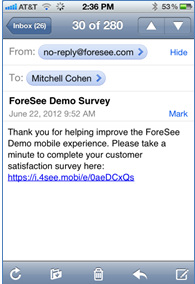 AT&T 2:36 PM 53%
Inbox (26) 30 of 280
From: no-reply@foresee.com Hide
To: Mitchell Cohen
ForeSee Demo Survey
June 22, 2012 9:52 AM Mark
Thank you for helping improve the ForeSee
Demo mobile experience. Please take a
minute to complete your customer
satisfaction survey here:
https://i.4see.mobi/e/0aeDCxQs